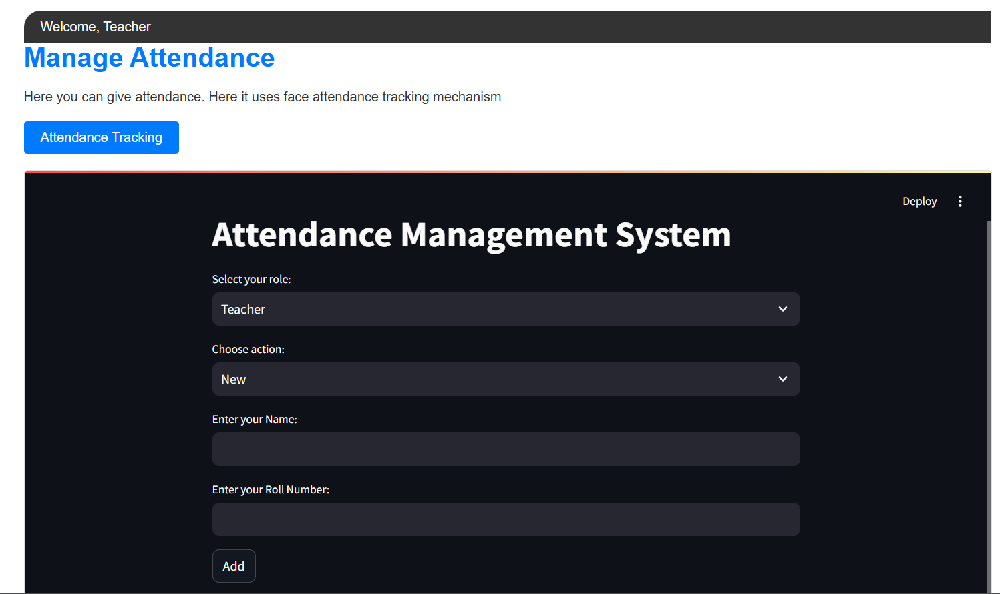 Welcome, Teacher
Manage Attendance
Here you can give attendance. Here it uses face attendance tracking mechanism
Attendance Tracking
Deploy
Attendance Management System
Select your role:
Teacher
Choose action:
New
Enter your Name:
Enter your Roll Number:
Add